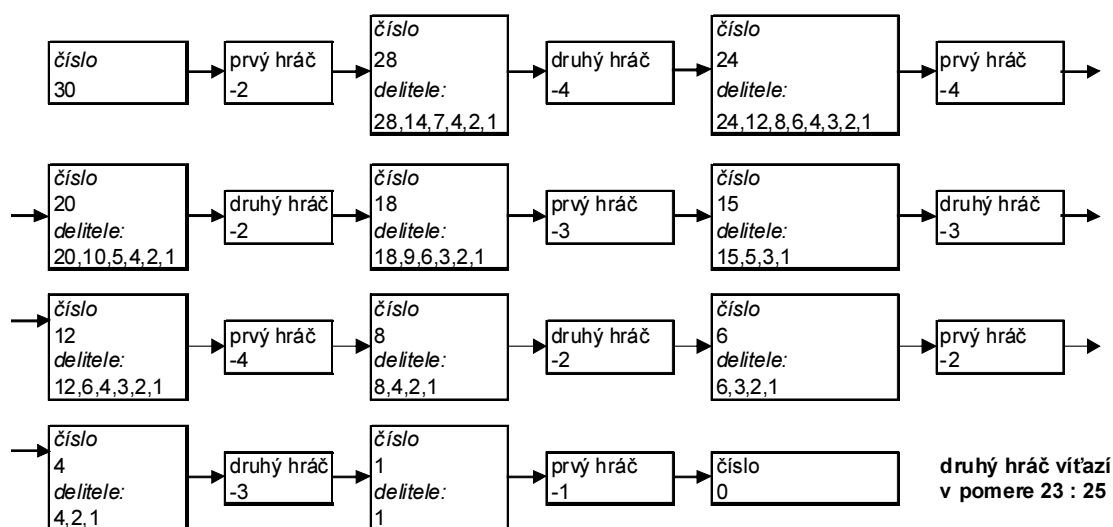 číslo
30
prvý hráč
-2
číslo
28
delitele:
28,14,7,4,2,1
druhý hráč
-4
číslo
24
delitele:
24,12,8,6,4,3,2,1
prvý hráč
-4
číslo
20
delitele:
20,10,5,4,2,1
druhý hráč
-2
číslo
18
delitele:
18,9,6,3,2,1
prvý hráč
-3
číslo
15
delitele:
15,5,3,1
druhý hráč
-3
číslo
12
delitele:
12,6,4,3,2,1
prvý hráč
-4
číslo
8
delitele:
8,4,2,1
druhý hráč
-2
číslo
6
delitele:
6,3,2,1
prvý hráč
-2
číslo
4
delitele:
4,2,1
druhý hráč
-3
číslo
1
delitele:
1
prvý hráč
-1
číslo
0
druhý hráč víťazí
v pomere 23 : 25